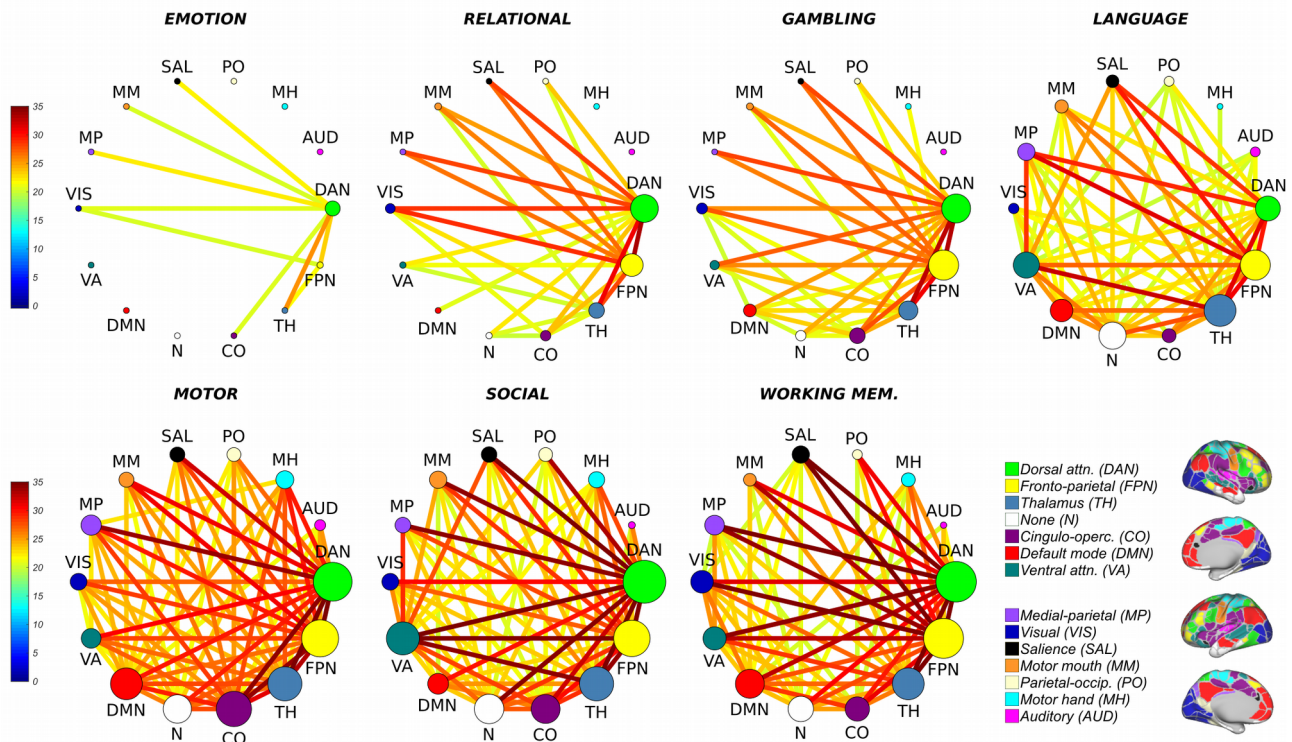 EMOTION
RELATIONAL
GAMBLING
LANGUAGE
35
30
25
20
15
10
5
0
SAL
PO
MM
MH
MP
AUD
VIS
DAN
VA
FPN
DMN
TH
N
CO
SAL
PO
MM
MH
MP
AUD
VIS
DAN
VA
FPN
DMN
TH
N
CO
SAL
PO
MM
MH
MP
AUD
VIS
DAN
VA
FPN
DMN
TH
N
CO
SAL
PO
MM
MH
MP
AUD
VIS
DAN
VA
FPN
DMN
TH
N
CO
MOTOR
SOCIAL
WORKING MEM.
35
30
25
20
15
10
5
0
SAL
PO
MM
MH
MP
AUD
VIS
DAN
VA
FPN
DMN
TH
N
CO
SAL
PO
MM
MH
MP
AUD
VIS
DAN
VA
FPN
DMN
TH
N
CO
SAL
PO
MM
MH
MP
AUD
VIS
DAN
VA
FPN
DMN
TH
N
CO
Dorsal attn. (DAN)
Fronto-parietal (FPN)
Thalamus (TH)
None (N)
Cingulo-operc. (CO)
Default mode (DMN)
Ventral attn. (VA)
Medial-parietal (MP)
Visual (VIS)
Salience (SAL)
Motor mouth (MM)
Parietal-occip. (PO)
Motor hand (MH)
Auditory (AUD)